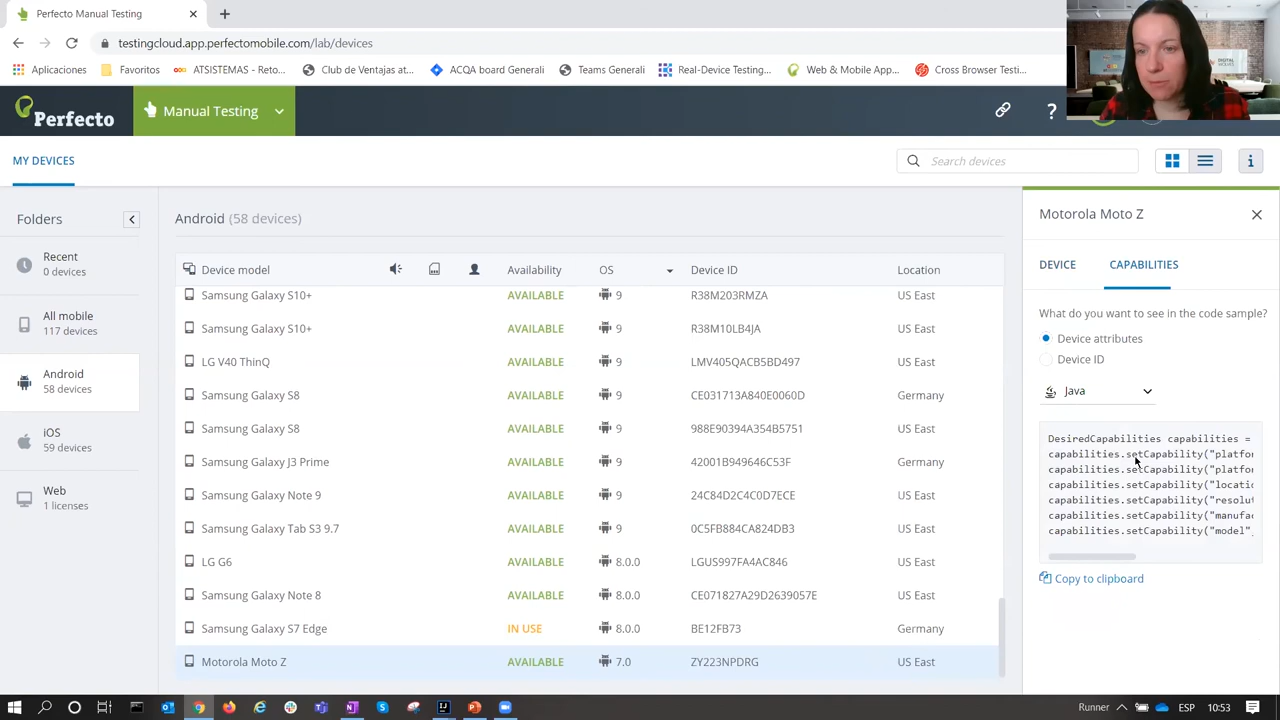 Perfecto Manual Testing
testingcloud.app.perfectomobile.com/lab/devices
Aplicaciones Favoritos ATSISTEMAS - Reto... Club de Ventajas at... ACQA board Generali Teams Generali Real-Device Testing... Web & Mobile App... Cross Browser Testi...
Perfecto Manual Testing ?
MY DEVICES Search devices i
Folders
Recent
0 devices
All mobile
117 devices
Android
58 devices
iOS
59 devices
Web
1 licenses
Android (58 devices)
Device model Availability OS Device ID Location
Samsung Galaxy S10+ AVAILABLE 9 R38M203RMZA US East
Samsung Galaxy S10+ AVAILABLE 9 R38M10LB4JA US East
LG V40 ThinQ AVAILABLE 9 LMV405QACB5BD497 US East
Samsung Galaxy S8 AVAILABLE 9 CE031713A840E0060D Germany
Samsung Galaxy S8 AVAILABLE 9 988E90394A354B5751 US East
Samsung Galaxy J3 Prime AVAILABLE 9 42001B949646C53F Germany
Samsung Galaxy Note 9 AVAILABLE 9 24C84D2C4C0D7ECE US East
Samsung Galaxy Tab S3 9.7 AVAILABLE 9 0C5FB884CA824DB3 US East
LG G6 AVAILABLE 8.0.0 LGUS997FA4AC846 US East
Samsung Galaxy Note 8 AVAILABLE 8.0.0 CE071827A29D2639057E US East
Samsung Galaxy S7 Edge IN USE 8.0.0 BE12FB73 Germany
Motorola Moto Z AVAILABLE 7.0 ZY223NPDRG US East
Motorola Moto Z
DEVICE CAPABILITIES
What do you want to see in the code sample?
Device attributes
Device ID
Java
DesiredCapabilities capabilities =
capabilities.setCapability("platfor
capabilities.setCapability("platfor
capabilities.setCapability("locatio
capabilities.setCapability("resolut
capabilities.setCapability("manufac
capabilities.setCapability("model",
Copy to clipboard
Runner ESP 10:53